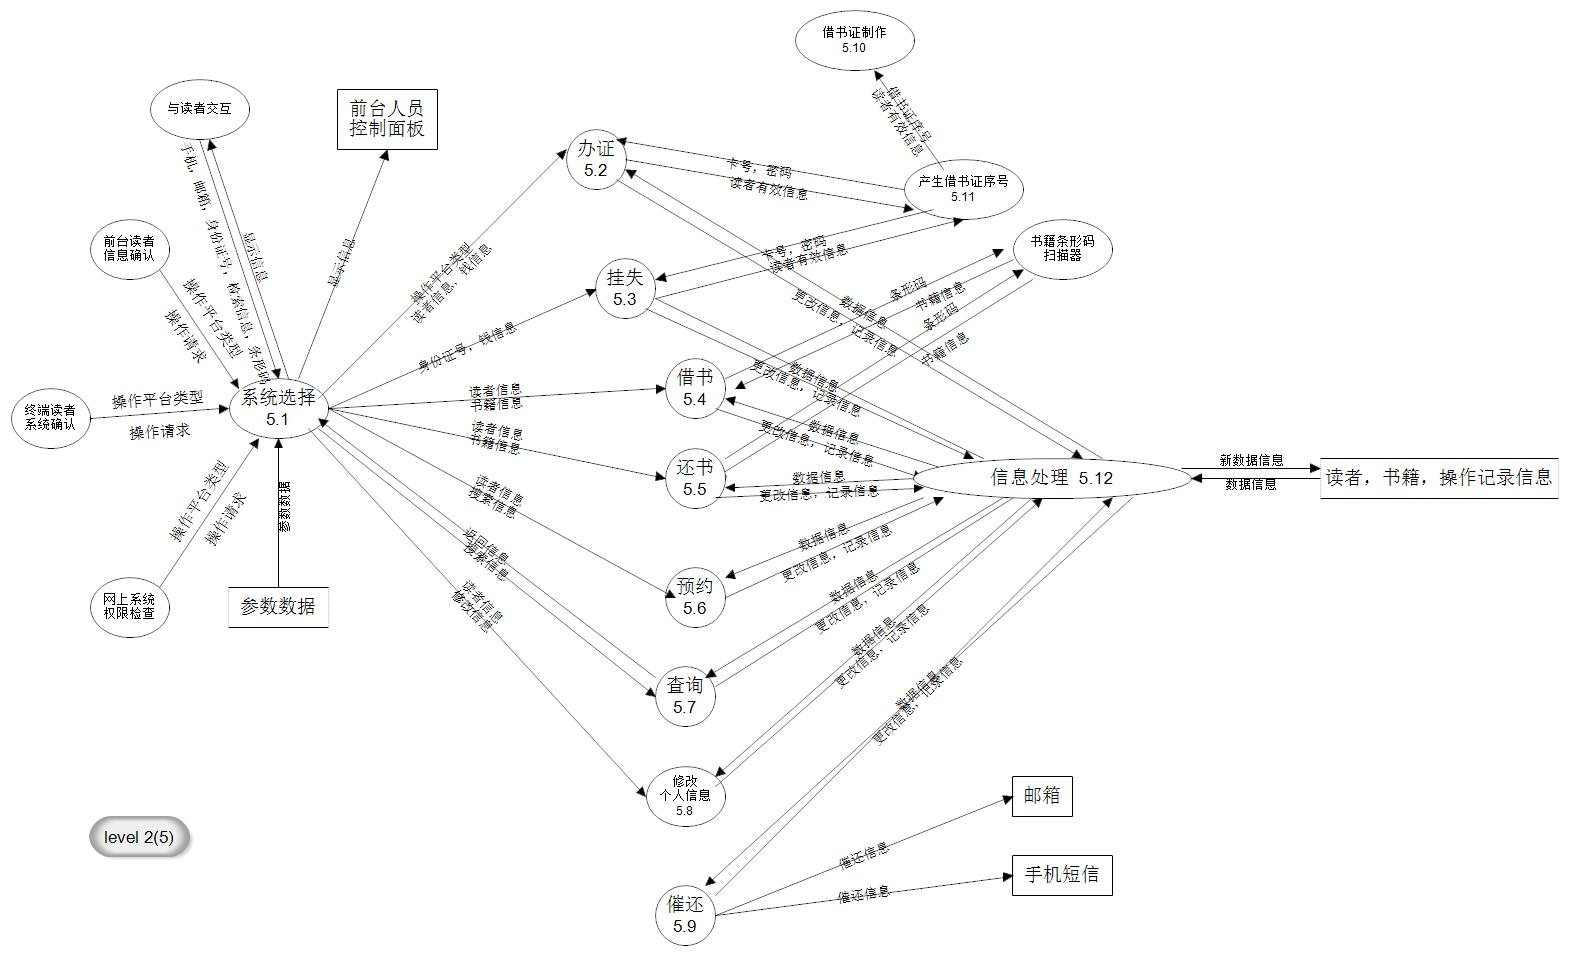 借书证制作
5.10
与读者交互
前台人员
控制面板
借书证序号
读者有效信息
办证
5.2
卡号，密码
读者有效信息
产生借书证序号
5.11
手机，邮箱，身份证号，检索信息，条形码
显示信息
显示信息
前台读者
信息确认
操作平台类型
操作请求
操作平台类型
读者信息，钱信息
卡号，密码
读者有效信息
书籍条形码
扫描器
挂失
5.3
条形码
书籍信息
条形码
书籍信息
数据信息
更改信息，记录信息
身份证号，钱信息
数据信息
更改信息，记录信息
系统选择
5.1
读者信息
书籍信息
借书
5.4
终端读者
系统确认
操作平台类型
操作请求
读者信息
书籍信息
数据信息
更改信息，记录信息
还书
5.5
数据信息
更改信息，记录信息
信息处理 5.12
新数据信息
数据信息
读者，书籍，操作记录信息
操作平台类型
操作请求
参数数据
读者信息
搜索信息
数据信息
更改信息，记录信息
返回信息
搜索信息
预约
5.6
网上系统
权限检查
参数数据
读者信息
修改信息
数据信息
更改信息，记录信息
查询
5.7
数据信息
更改信息，记录信息
修改
个人信息
5.8
数据信息
更改信息，记录信息
level 2(5)
邮箱
催还信息
手机短信
催还信息
催还
5.9